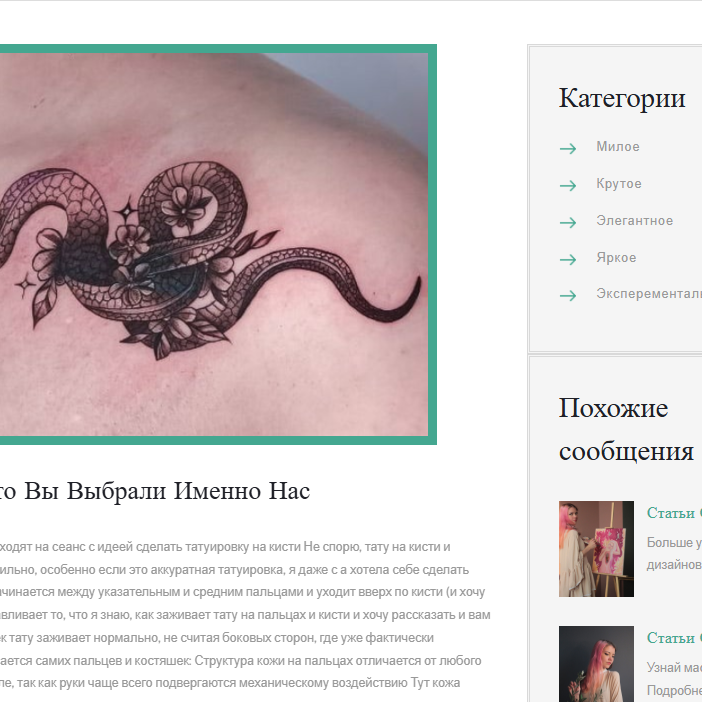 то Вы Выбрали Именно Нас
ходят на сеанс с идеей сделать татуировку на кисти Не спорю, тату на кисти и
ильно, особенно если это аккуратная татуировка, я даже с а хотела себе сделать
чинается между указательным и средним пальцами и уходит вверх по кисти (и хочу
авливает то, что я знаю, как заживает тату на пальцах и кисти и хочу рассказать и вам
к тату заживает нормально, не считая боковых сторон, где уже фактически
ается самих пальцев и костяшек: Структура кожи на пальцах отличается от любого
ле, так как руки чаще всего подвергаются механическому воздействию Тут кожа
Категории
Милое
Крутое
Элегантное
Яркое
Эксперементаль
Похожие
сообщения
Статьи
Больше у
дизайнов
Статьи
Узнай мас
Подробне